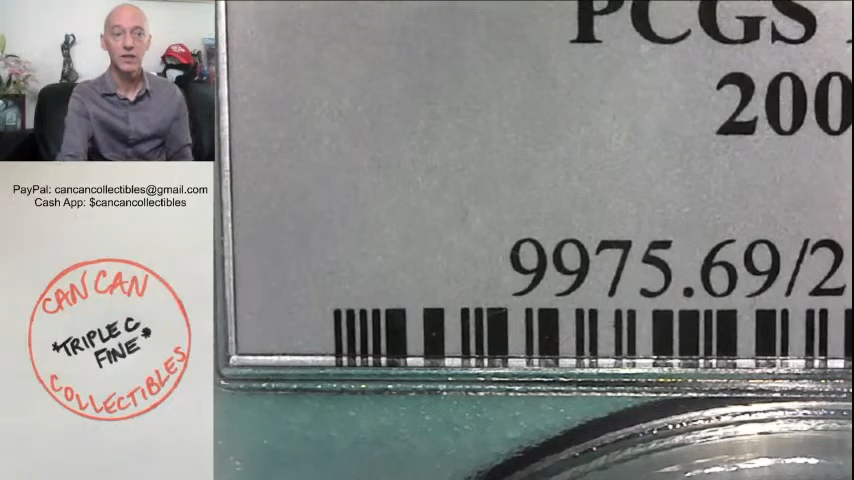 PayPal: cancancollectibles@gmail.com
Cash App: $cancancollectibles
CAN CAN
*TRIPLE C
FINE*
COLLECTIBLES
PCGS
200
9975.69/2